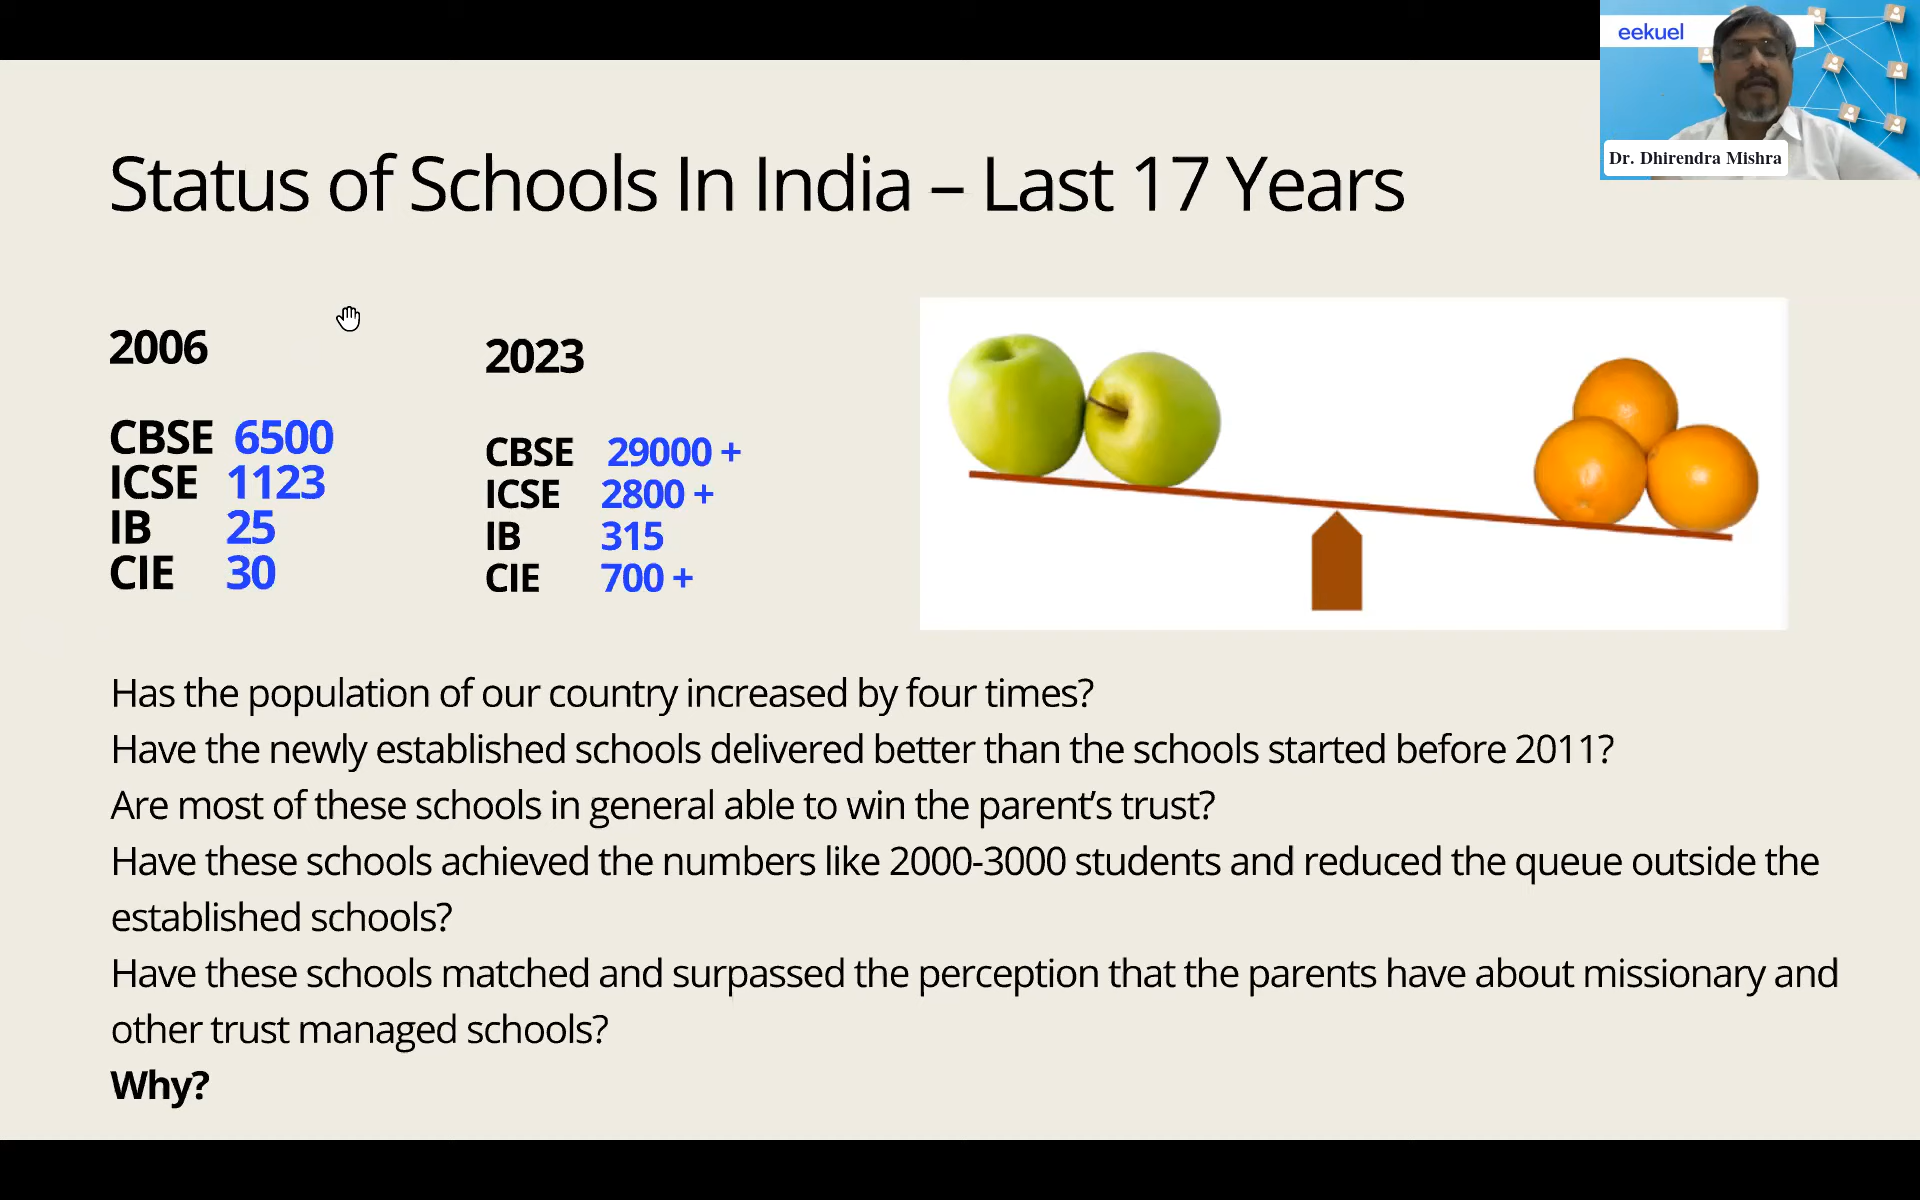 eekuel
Dr. Dhirendra Mishra
Status of Schools In India – Last 17 Years
2006
CBSE 6500
ICSE 1123
IB 25
CIE 30
2023
CBSE 29000 +
ICSE 2800 +
IB 315
CIE 700 +
Has the population of our country increased by four times?
Have the newly established schools delivered better than the schools started before 2011?
Are most of these schools in general able to win the parent’s trust?
Have these schools achieved the numbers like 2000-3000 students and reduced the queue outside the
established schools?
Have these schools matched and surpassed the perception that the parents have about missionary and
other trust managed schools?
Why?